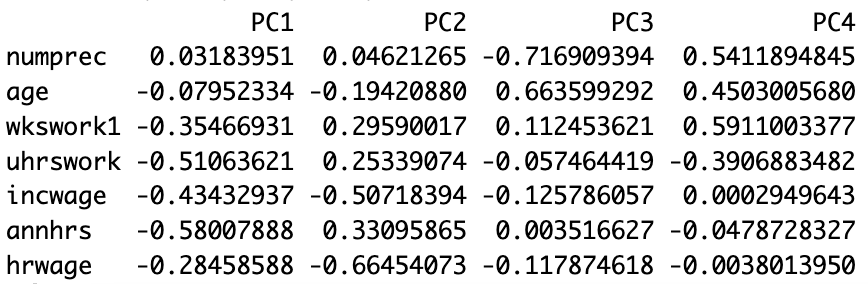 PC1         PC2          PC3           PC4
numprec   0.03183951  0.04621265 -0.716909394  0.5411894845
age      -0.07952334 -0.19420880  0.663599292  0.4503005680
wkswork1 -0.35466931  0.29590017  0.112453621  0.5911003377
uhrswork -0.51063621  0.25339074 -0.057464419 -0.3906883482
incwage  -0.43432937 -0.50718394 -0.125786057  0.0002949643
annhrs   -0.58007888  0.33095865  0.003516627 -0.0478728327
hrwage   -0.28458588 -0.66454073 -0.117874618 -0.0038013950